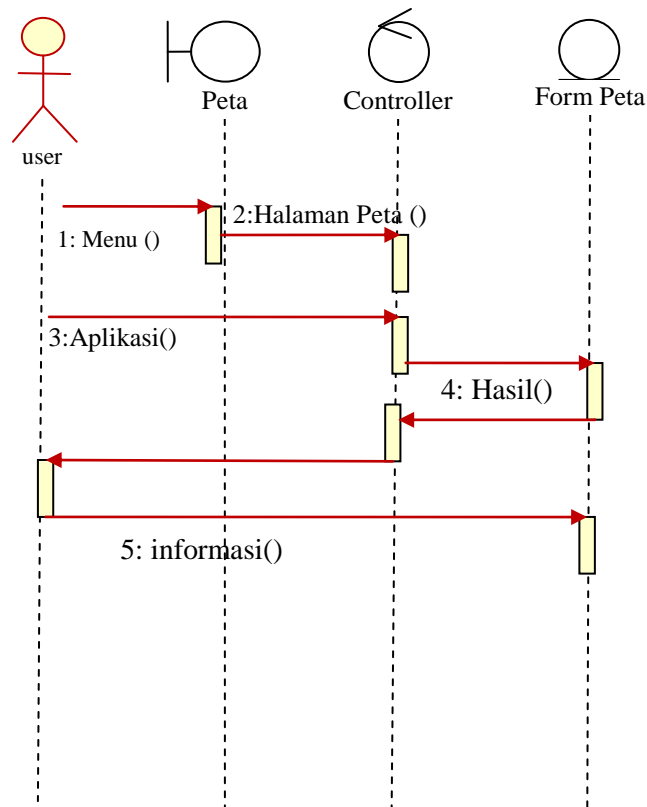 Peta
Controller
Form Peta
user
2:Halaman Peta ()
1: Menu ()
3:Aplikasi()
4: Hasil()
5: informasi()